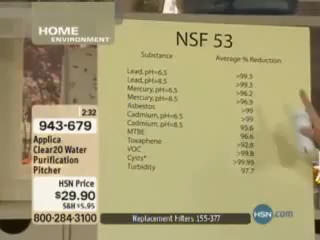 HOME
ENVIRONMENT
NSF 53
Substance Average % Reduction
Lead, pH=6.5 >99.3
Lead, pH=8.5 >99.3
Mercury, pH=6.5 >96.2
Mercury, pH=8.5 >96.9
Asbestos >99
Cadmium, pH=6.5 >99
Cadmium, pH=8.5 95.6
MTBE 96.6
Toxaphene >92.8
VOC >99.8
Cysts* >99.99
Turbidity 97.7
2:32
943-679
Applica
Clear2O Water
Purification
Pitcher
HSN Price
$29.90
S&H $5.95
800-284-3100
Replacement Filters 155-377
HSN.com